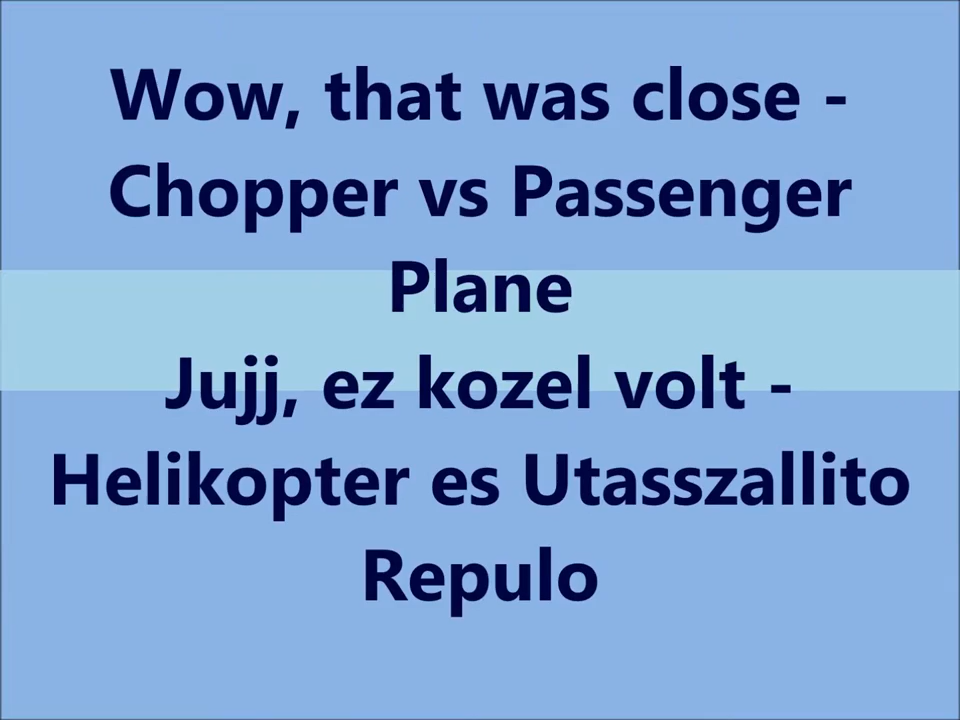 Wow, that was close -
Chopper vs Passenger
Plane
Jujj, ez kozel volt -
Helikopter es Utasszallito
Repulo